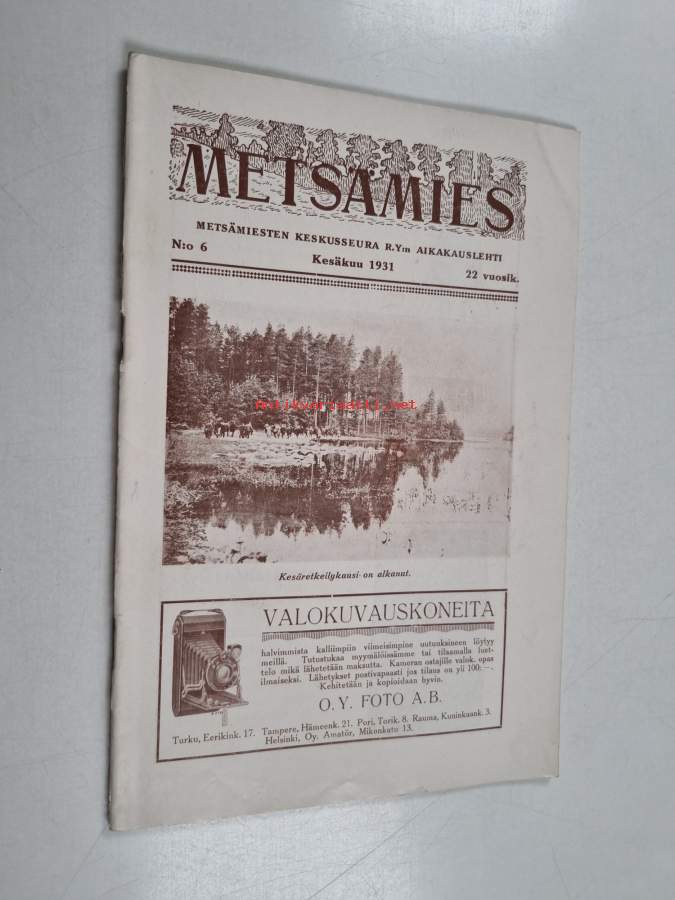 METSÄMIES
METSÄMIESTEN KESKUSSEURA R.Y:n AIKAKAUSLEHTI
N:o 6
Kesäkuu 1931
22 vuosik.
Antikvariaatti.net
Kesäretkeilykausi on alkanut.
VALOKUVAUSKONEITA
halvimmista kalliimpiin viimeisimpine uutuuksineen löytyy
meillä. Tutustukaa myymälöissämme tai tilaamalla luet-
telo mikä lähetetään maksutta. Kameran ostajille valok. opas
ilmaiseksi. Lähetykset postivapaasti jos tilaus on yli 100: —.
Kehitetään ja kopioidaan hyvin.
O.Y. FOTO A.B.
Turku, Eerikink. 17. Tampere, Hämeenk. 21. Pori, Torik. 8. Rauma, Kuninkaank. 3.
Helsinki, Oy. Amatör, Mikonkatu 13.